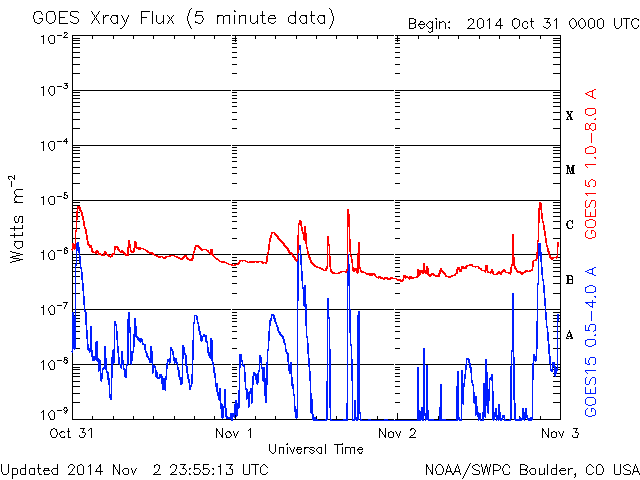 GOES Xray Flux (5 minute data)
Begin: 2014 Oct 31 0000 UTC
10⁻²
10⁻³
10⁻⁴
10⁻⁵
10⁻⁶
10⁻⁷
10⁻⁸
10⁻⁹
Watts m⁻²
X
M
C
B
A
GOES15 1.0-8.0 A
GOES15 0.5-4.0 A
Oct 31 Nov 1 Nov 2 Nov 3
Universal Time
Updated 2014 Nov 2 23:55:13 UTC
NOAA/SWPC Boulder, CO USA